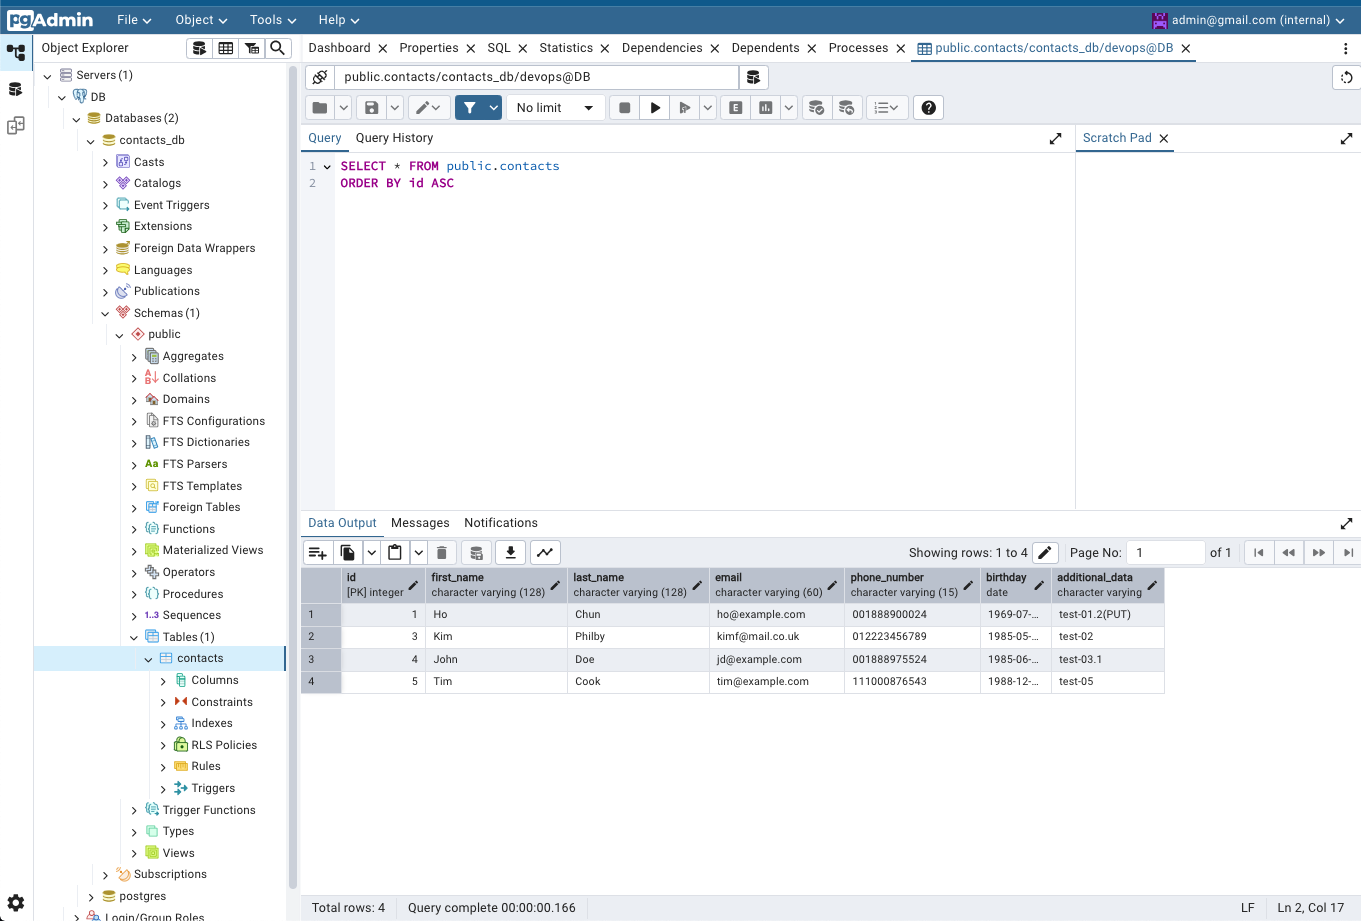 pgAdmin File Object Tools Help admin@gmail.com (internal)
Object Explorer
Dashboard Properties SQL Statistics Dependencies Dependents Processes public.contacts/contacts_db/devops@DB
Servers (1)
DB
Databases (2)
contacts_db
Casts
Catalogs
Event Triggers
Extensions
Foreign Data Wrappers
Languages
Publications
Schemas (1)
public
Aggregates
Collations
Domains
FTS Configurations
FTS Dictionaries
Aa FTS Parsers
FTS Templates
Foreign Tables
Functions
Materialized Views
Operators
Procedures
1..3 Sequences
Tables (1)
contacts
Columns
Constraints
Indexes
RLS Policies
Rules
Triggers
Trigger Functions
Types
Views
Subscriptions
postgres
Login/Group Roles
public.contacts/contacts_db/devops@DB
No limit
E
Query Query History
Scratch Pad
1 SELECT * FROM public.contacts
2 ORDER BY id ASC
Data Output Messages Notifications
Showing rows: 1 to 4 Page No: 1 of 1
id first_name last_name email phone_number birthday additional_data
[PK] integer character varying (128) character varying (128) character varying (60) character varying (15) date character varying
1 1 Ho Chun ho@example.com 001888900024 1969-07-... test-01.2(PUT)
2 3 Kim Philby kimf@mail.co.uk 012223456789 1985-05-... test-02
3 4 John Doe jd@example.com 001888975524 1985-06-... test-03.1
4 5 Tim Cook tim@example.com 111000876543 1988-12-... test-05
Total rows: 4 Query complete 00:00:00.166 LF Ln 2, Col 17